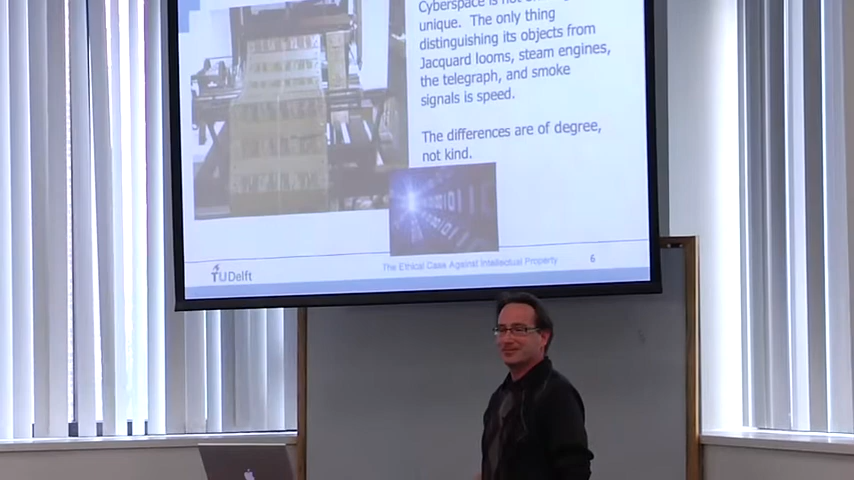 Cyberspace is not
unique. The only thing
distinguishing its objects from
Jacquard looms, steam engines,
the telegraph, and smoke
signals is speed.
The differences are of degree,
not kind.
TUDelft
The Ethical Case Against Intellectual Property
6